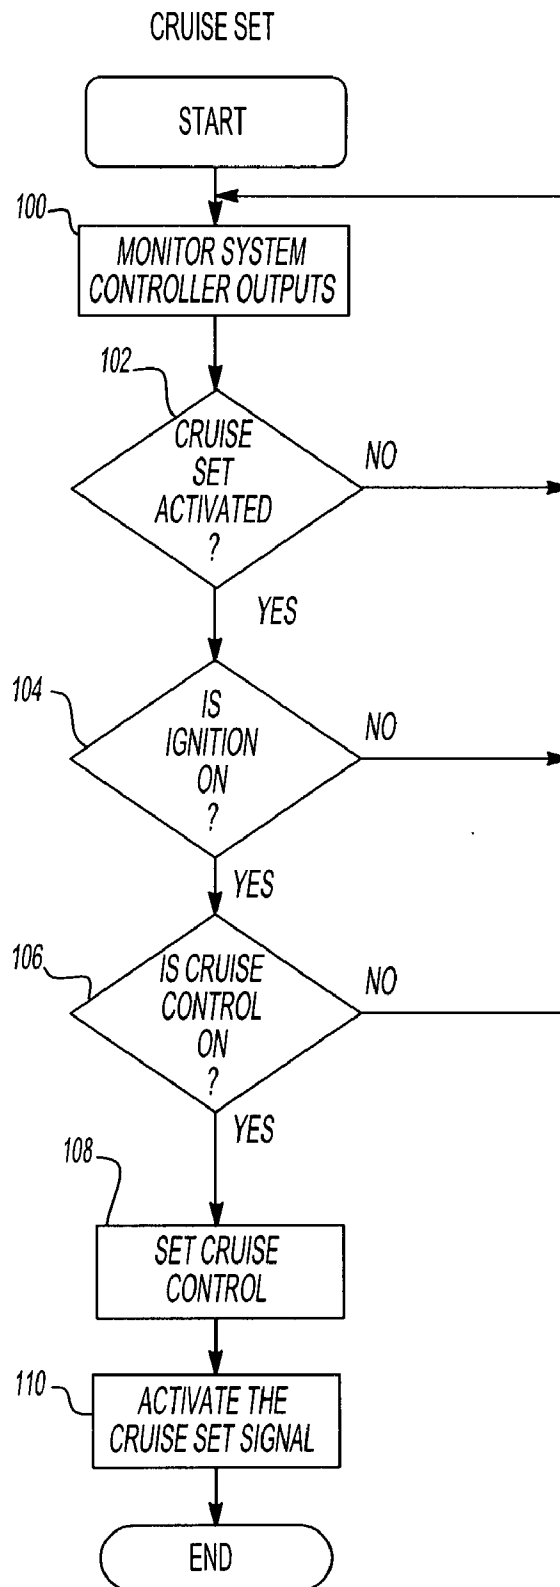 CRUISE SET
START
100
MONITOR SYSTEM
CONTROLLER OUTPUTS
102
CRUISE
SET
ACTIVATED
?
NO
YES
104
IS
IGNITION
ON
?
NO
YES
106
IS CRUISE
CONTROL
ON
?
NO
YES
108
SET CRUISE
CONTROL
110
ACTIVATE THE
CRUISE SET SIGNAL
END